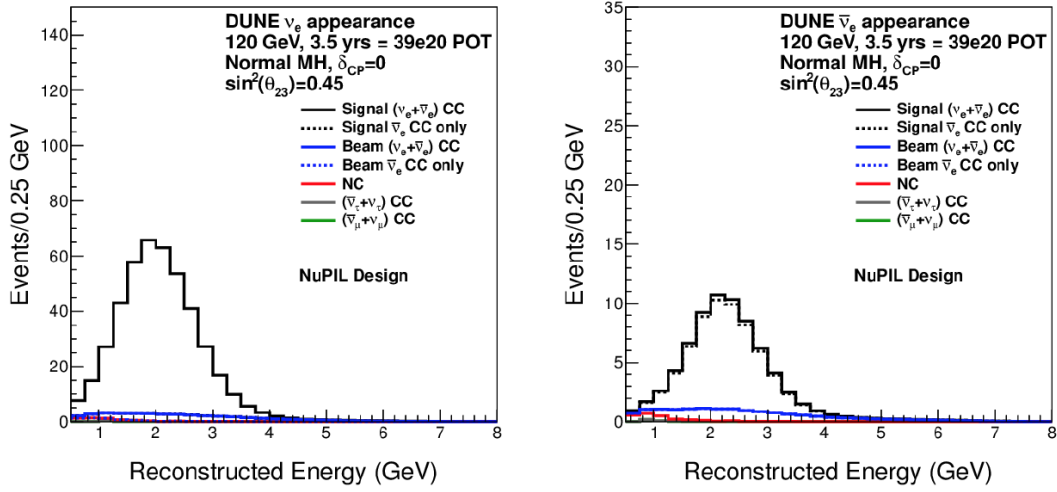 DUNE νe appearance
120 GeV, 3.5 yrs = 39e20 POT
Normal MH, δCP=0
sin²(θ23)=0.45
Signal (νe+ν̅e) CC
Signal ν̅e CC only
Beam (νe+ν̅e) CC
Beam ν̅e CC only
NC
(ν̅τ+ντ) CC
(ν̅μ+νμ) CC
NuPIL Design
Events/0.25 GeV
140
120
100
80
60
40
20
0
1 2 3 4 5 6 7 8
Reconstructed Energy (GeV)
DUNE ν̅e appearance
120 GeV, 3.5 yrs = 39e20 POT
Normal MH, δCP=0
sin²(θ23)=0.45
Signal (νe+ν̅e) CC
Signal ν̅e CC only
Beam (νe+ν̅e) CC
Beam ν̅e CC only
NC
(ν̅τ+ντ) CC
(ν̅μ+νμ) CC
NuPIL Design
Events/0.25 GeV
35
30
25
20
15
10
5
0
1 2 3 4 5 6 7 8
Reconstructed Energy (GeV)